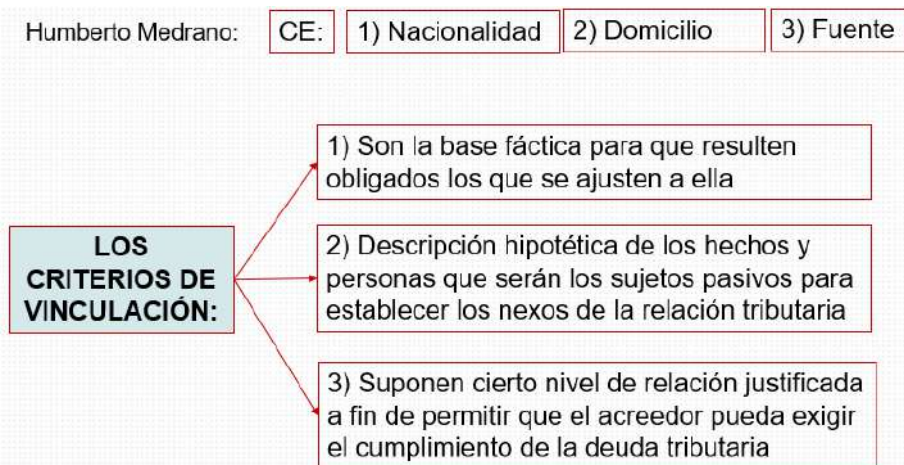 Humberto Medrano: CE: 1) Nacionalidad 2) Domicilio 3) Fuente
1) Son la base fáctica para que resulten
obligados los que se ajusten a ella
LOS
CRITERIOS DE
VINCULACIÓN:
2) Descripción hipotética de los hechos y
personas que serán los sujetos pasivos para
establecer los nexos de la relación tributaria
3) Suponen cierto nivel de relación justificada
a fin de permitir que el acreedor pueda exigir
el cumplimiento de la deuda tributaria